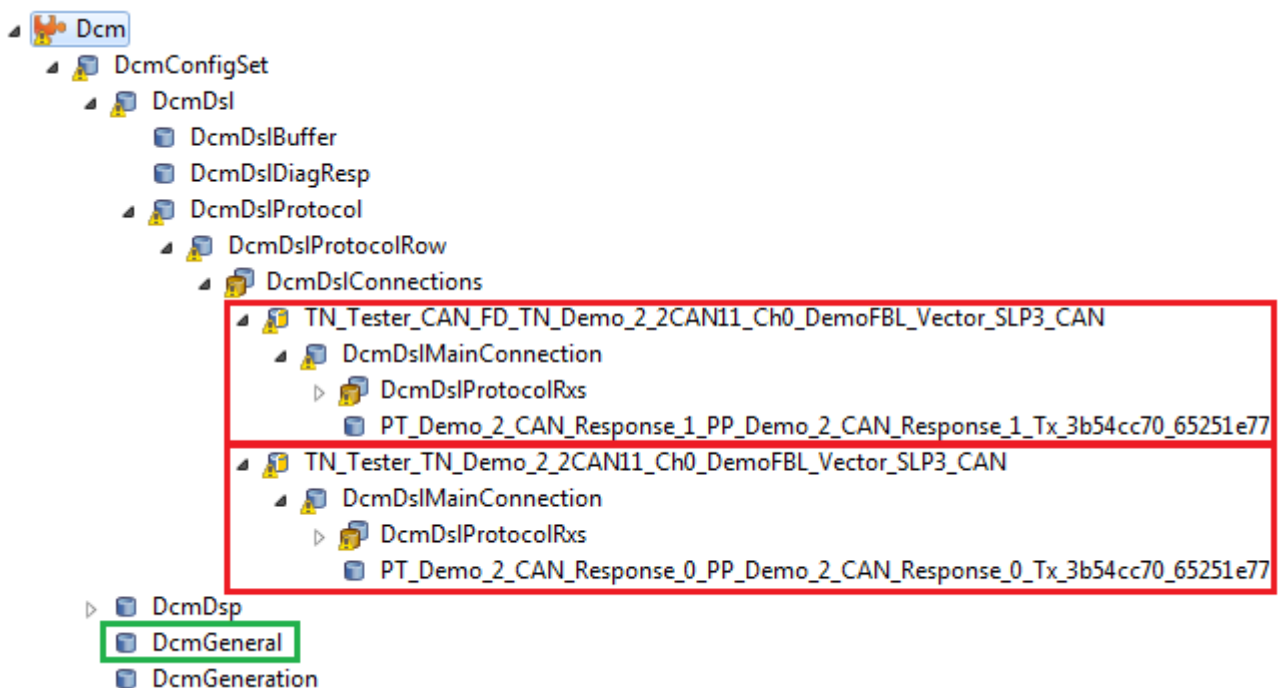 Dcm
DcmConfigSet
DcmDsl
DcmDslBuffer
DcmDslDiagResp
DcmDslProtocol
DcmDslProtocolRow
DcmDslConnections
TN_Tester_CAN_FD_TN_Demo_2_2CAN11_Ch0_DemoFBL_Vector_SLP3_CAN
DcmDslMainConnection
DcmDslProtocolRxs
PT_Demo_2_CAN_Response_1_PP_Demo_2_CAN_Response_1_Tx_3b54cc70_65251e77
TN_Tester_TN_Demo_2_2CAN11_Ch0_DemoFBL_Vector_SLP3_CAN
DcmDslMainConnection
DcmDslProtocolRxs
PT_Demo_2_CAN_Response_0_PP_Demo_2_CAN_Response_0_Tx_3b54cc70_65251e77
DcmDsp
DcmGeneral
DcmGeneration